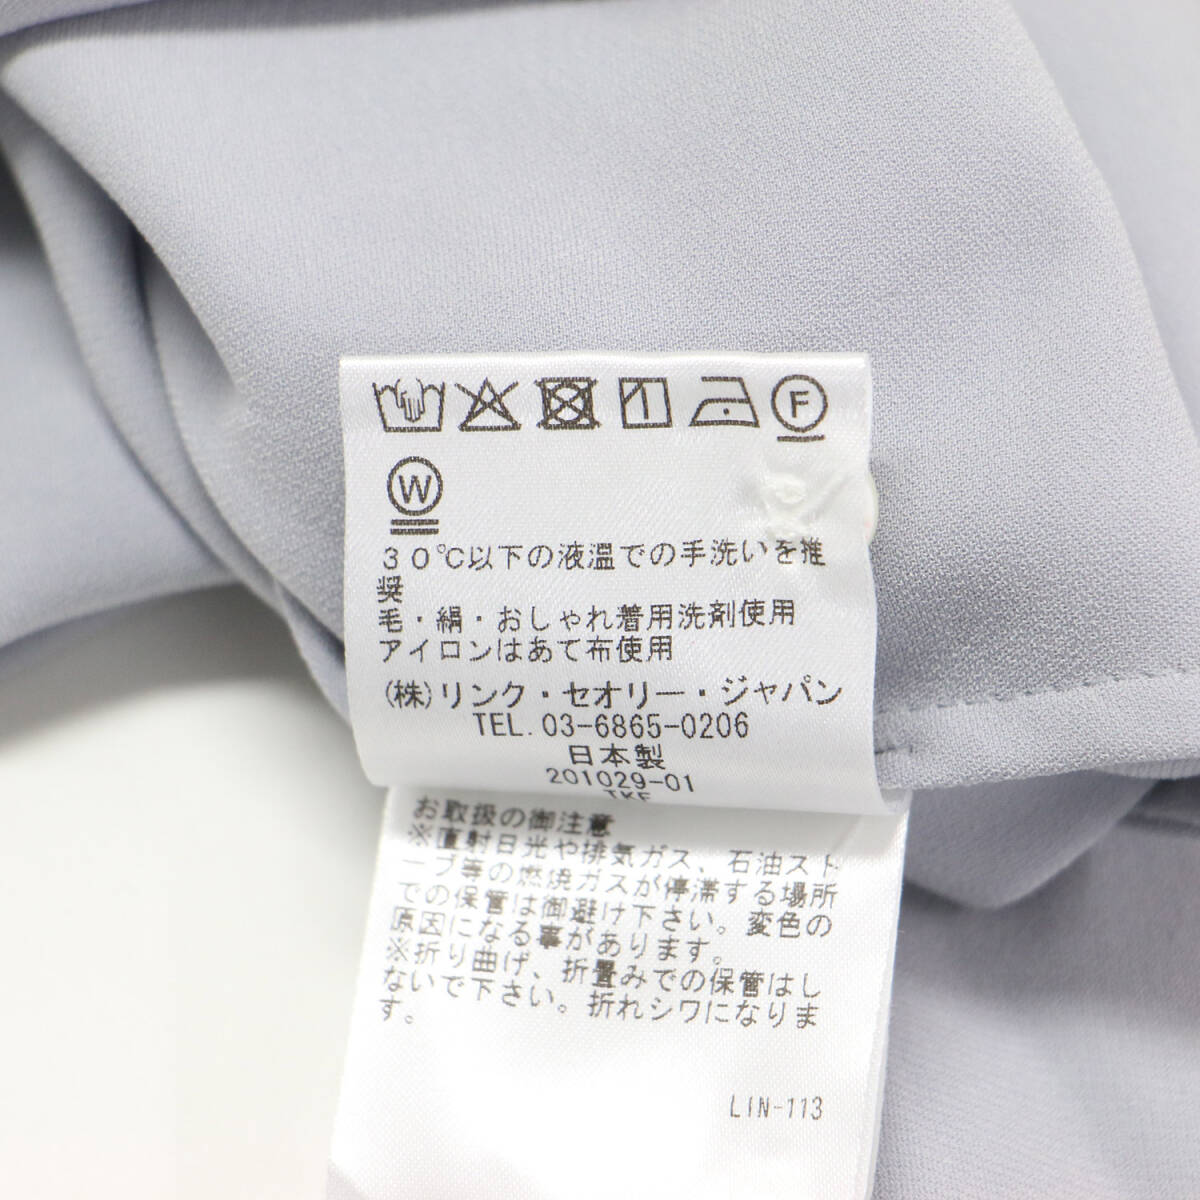 F
W
30℃以下の液温での手洗いを推
奨
毛・絹・おしゃれ着用洗剤使用
アイロンはあて布使用
(株)リンク・セオリー・ジャパン
TEL.03-6865-0206
日本製
201029-01
お取扱の御注意
※直射日光や排気ガス、石油スト
ーブ等の燃焼ガスが停滞する場所
での保管は御避け下さい。変色の
原因になる事があります。
※折り曲げ、折畳みでの保管はし
ないで下さい。折れシワになりま
す。
LIN-113